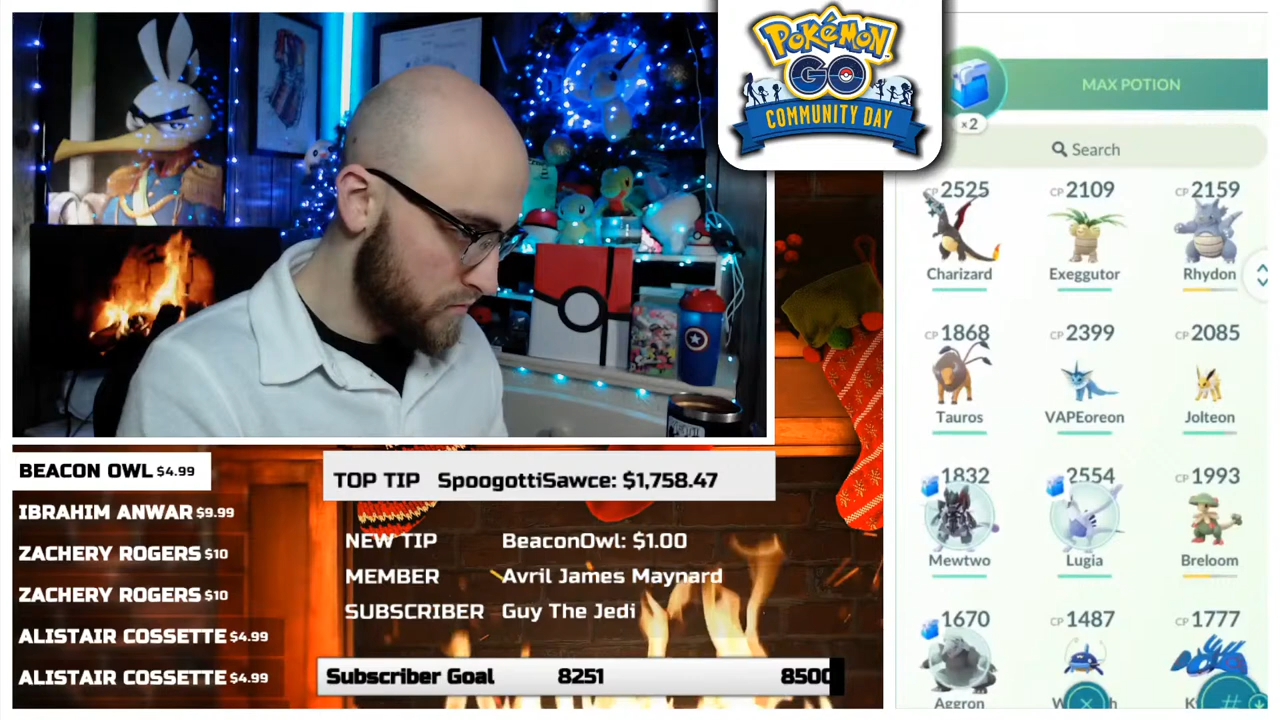 POKÉMON
GO
COMMUNITY DAY
MAX POTION
×2
Search
CP 2525
CP 2109
CP 2159
Charizard
Exeggutor
Rhydon
CP 1868
CP 2399
CP 2085
Tauros
VAPEoreon
Jolteon
1832
2554
CP 1993
Mewtwo
Lugia
Breloom
1670
CP 1487
CP 1777
Aggron
BEACON OWL $4.99
IBRAHIM ANWAR $9.99
ZACHERY ROGERS $10
ZACHERY ROGERS $10
ALISTAIR COSSETTE $4.99
ALISTAIR COSSETTE $4.99
TOP TIP SpoogottiSawce: $1,758.47
NEW TIP BeaconOwl: $1.00
MEMBER Avril James Maynard
SUBSCRIBER Guy The Jedi
Subscriber Goal 8251 8500